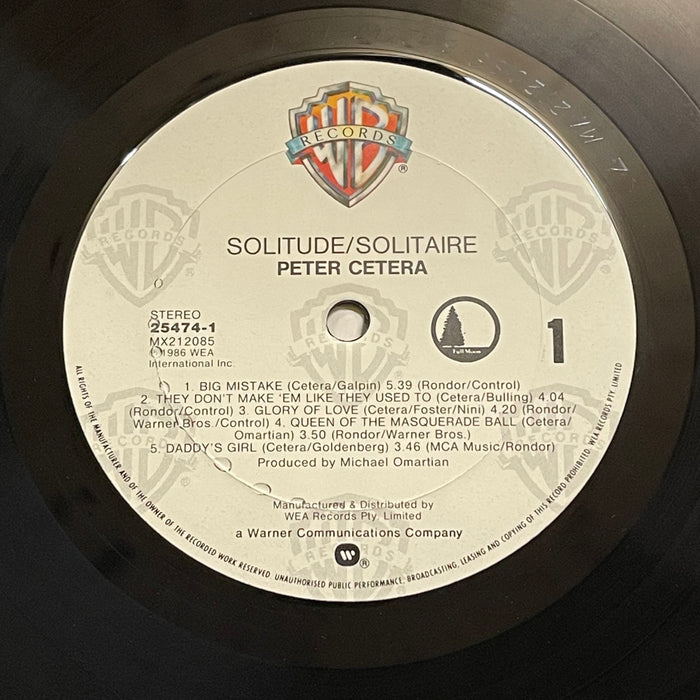 WB
RECORDS
®
SOLITUDE/SOLITAIRE
PETER CETERA
STEREO
25474-1
MX212085
℗1986 WEA
International Inc.
Full Moon
1
1. BIG MISTAKE (Cetera/Galpin) 5.39 (Rondor/Control)
2. THEY DON'T MAKE 'EM LIKE THEY USED TO (Cetera/Bulling) 4.04
(Rondor/Control) 3. GLORY OF LOVE (Cetera/Foster/Nini) 4.20 (Rondor/
Warner Bros./Control) 4. QUEEN OF THE MASQUERADE BALL (Cetera/
Omartian) 3.50 (Rondor/Warner Bros.)
5. DADDY'S GIRL (Cetera/Goldenberg) 3.46 (MCA Music/Rondor)
Produced by Michael Omartian
Manufactured & Distributed by
WEA Records Pty. Limited
a Warner Communications Company
®
ALL RIGHTS OF THE MANUFACTURER AND OF THE OWNER OF THE RECORDED WORK RESERVED. UNAUTHORISED PUBLIC PERFORMANCE, BROADCASTING, LEASING AND COPYING OF THIS RECORD PROHIBITED. WEA RECORDS PTY. LIMITED